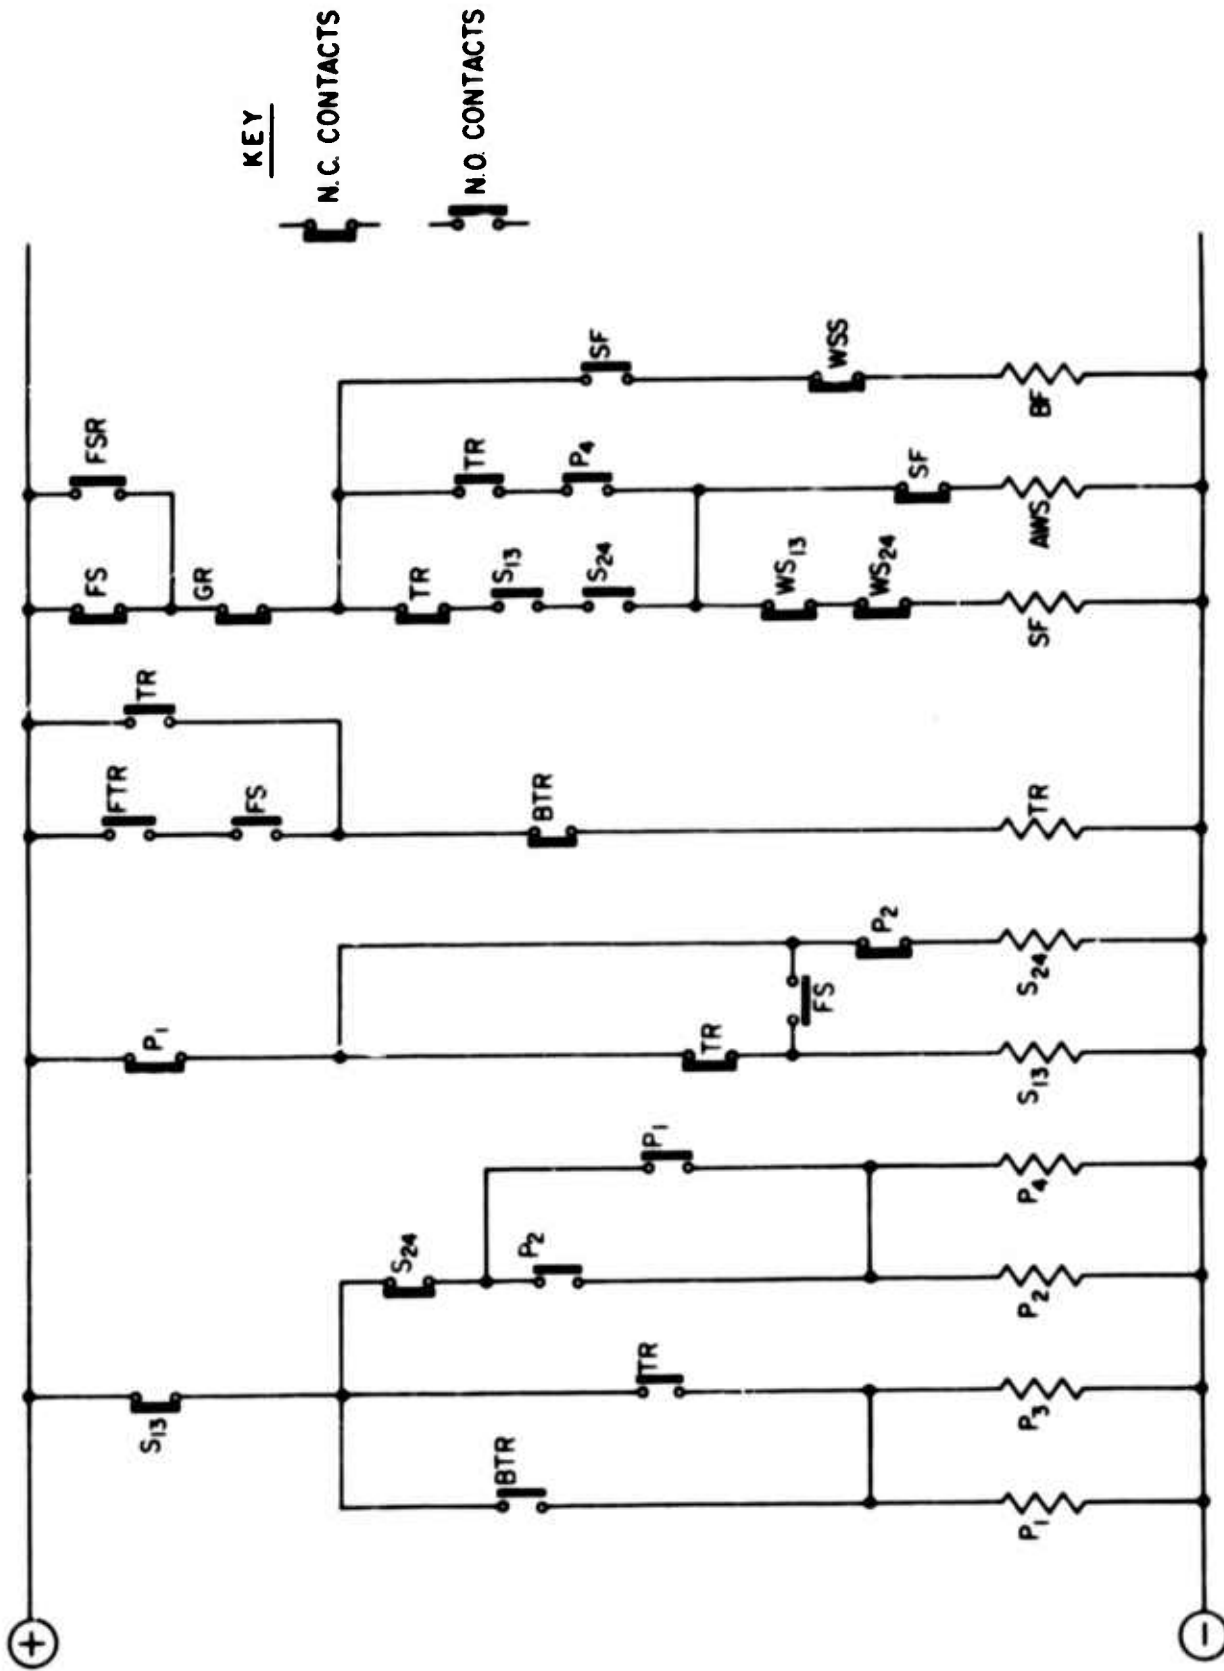 +
S13
BTR
TR
S24
P2
P1
P1
P3
P2
P4
P1
TR
FS
P2
S13
S24
FTR
FS
TR
BTR
TR
FS
FSR
GR
TR
S13
S24
TR
P4
SF
WS13
WS24
SF
WSS
SF
AWS
BF
KEY
N.C. CONTACTS
N.O. CONTACTS
-